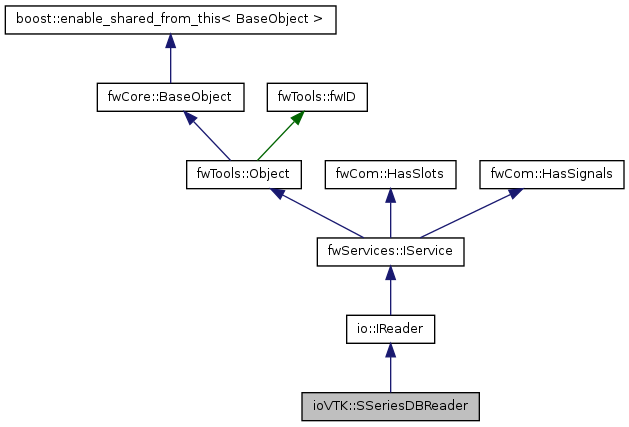 boost::enable_shared_from_this< BaseObject >
fwCore::BaseObject
fwTools::fwID
fwTools::Object
fwCom::HasSlots
fwCom::HasSignals
fwServices::IService
io::IReader
ioVTK::SSeriesDBReader